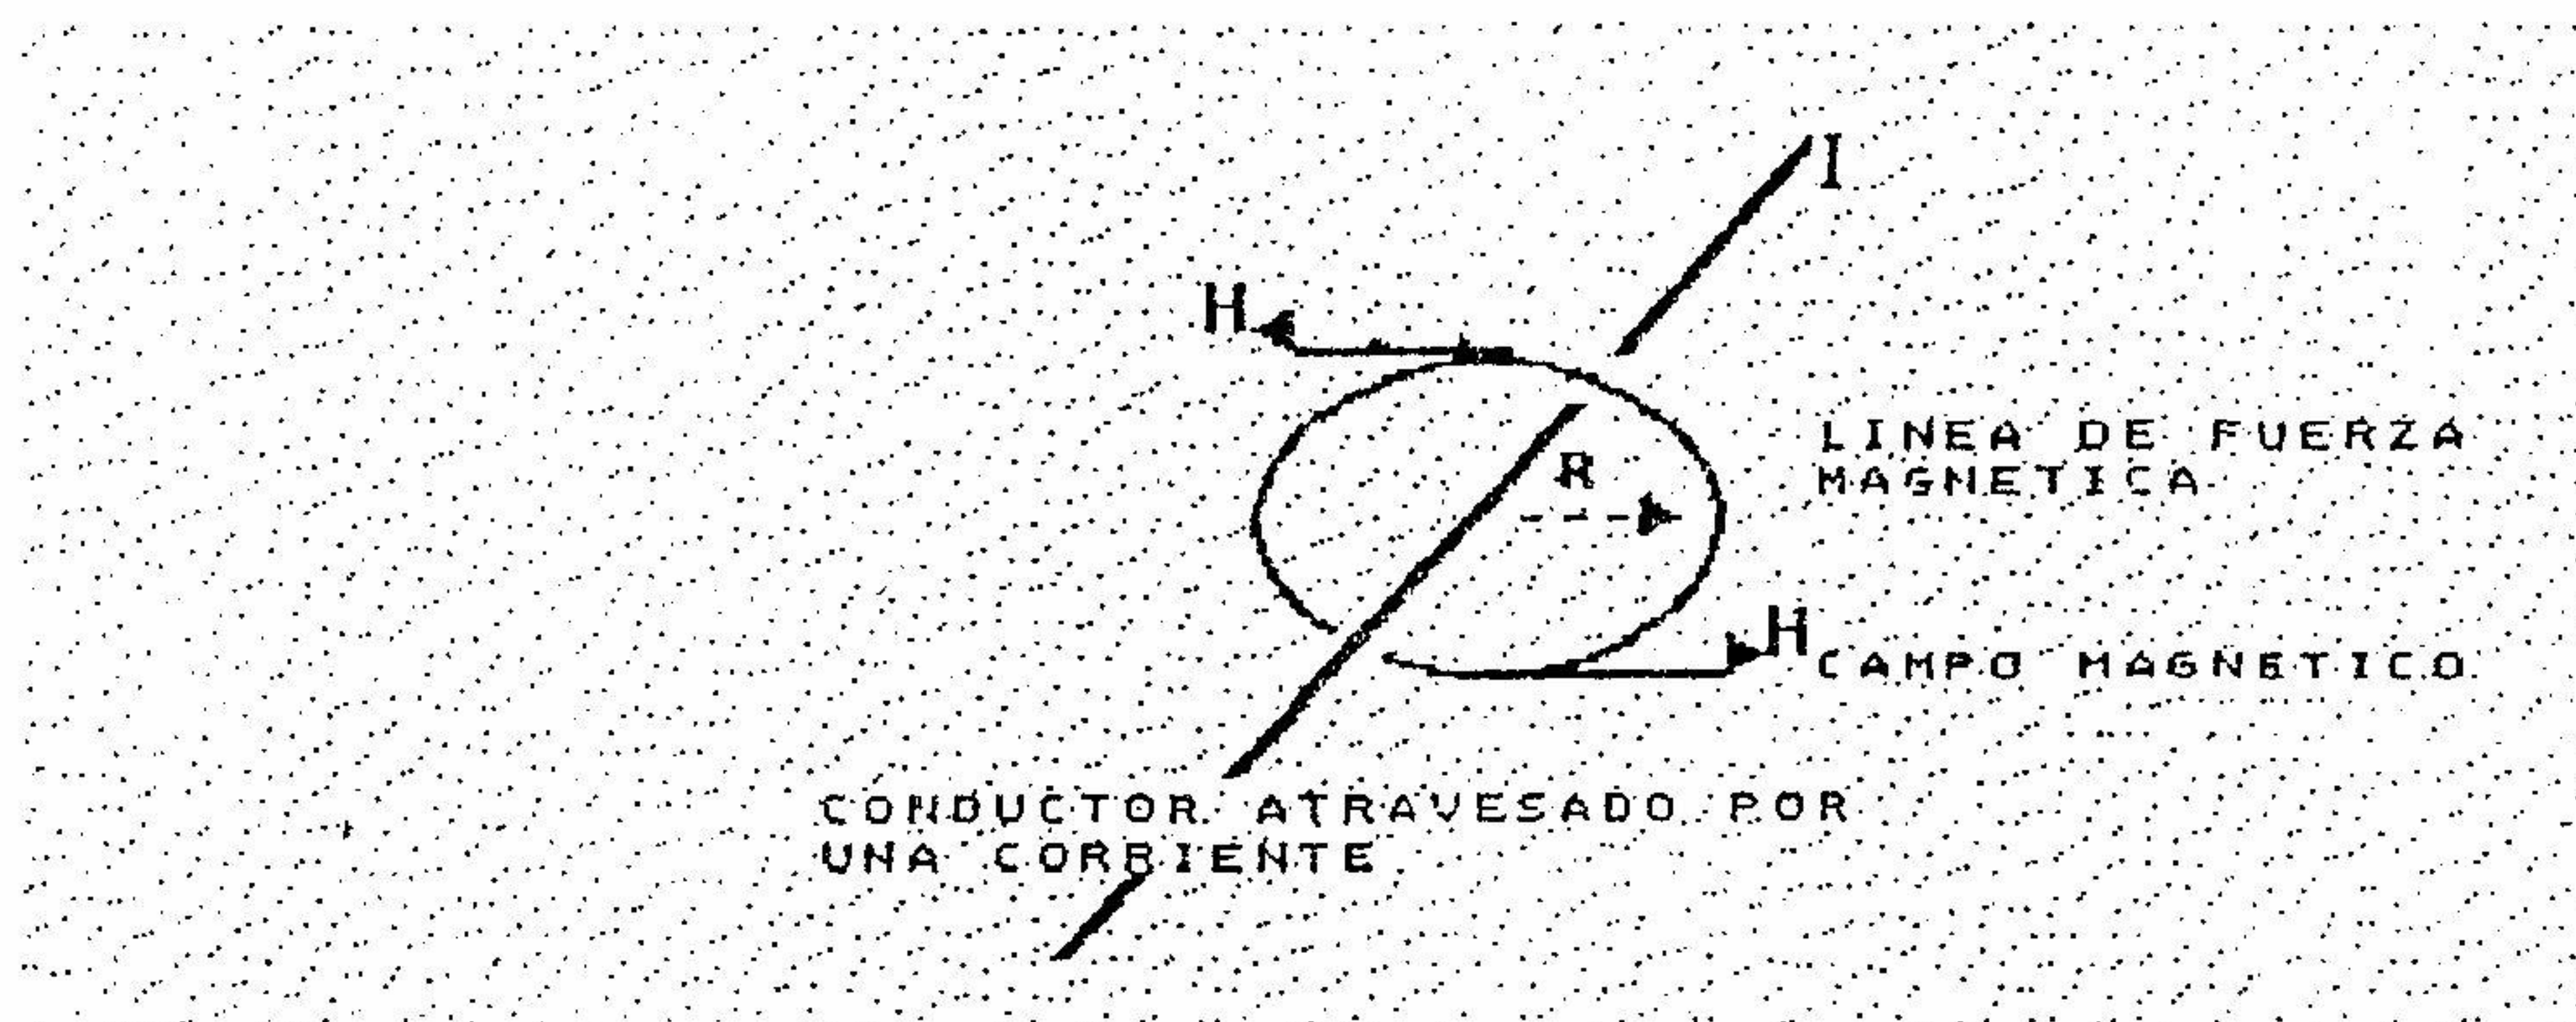 I
H
LINEA DE FUERZA
R
MAGNETICA
H
CAMPO MAGNETICO
CONDUCTOR ATRAVESADO POR
UNA CORRIENTE